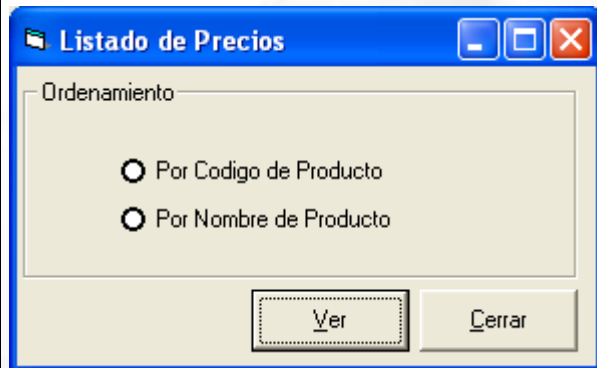 Listado de Precios
Ordenamiento
Por Codigo de Producto
Por Nombre de Producto
Ver
Cerrar